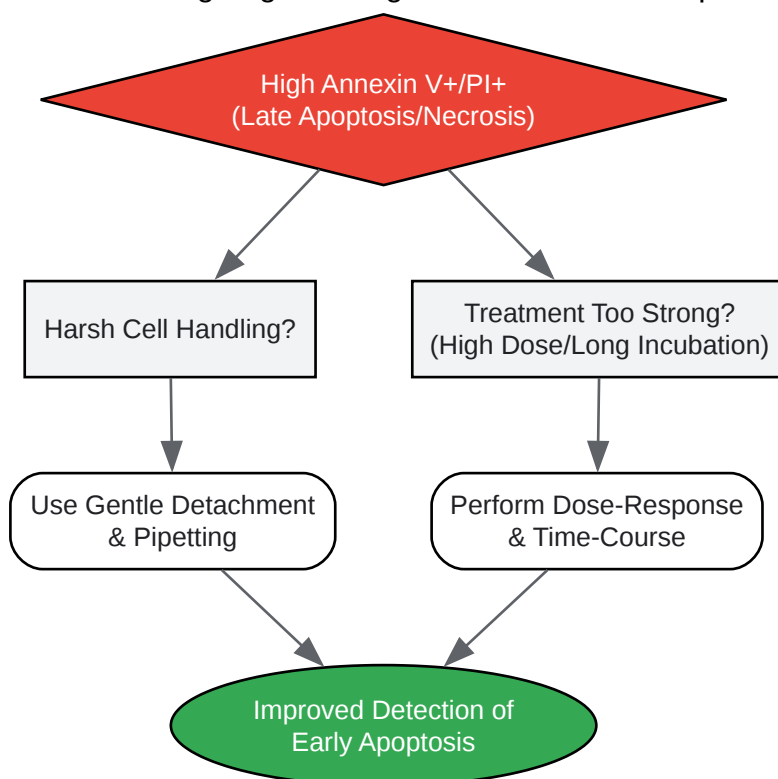 High Annexin V+/PI+
(Late Apoptosis/Necrosis)
Harsh Cell Handling?
Treatment Too Strong?
(High Dose/Long Incubation)
Use Gentle Detachment
& Pipetting
Perform Dose-Response
& Time-Course
Improved Detection of
Early Apoptosis